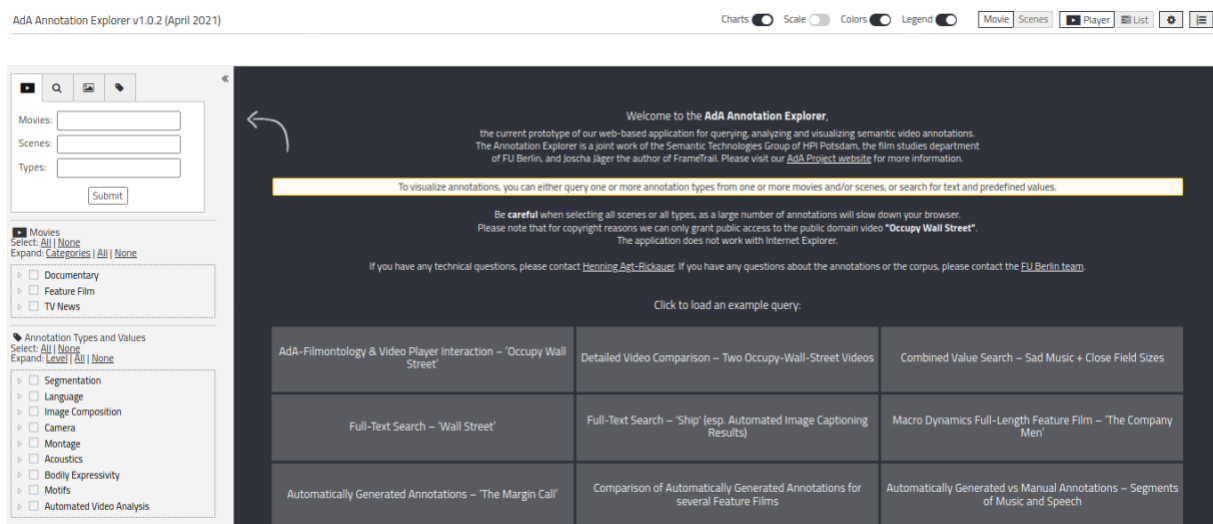 AdA Annotation Explorer v1.0.2 (April 2021)
Charts Scale Colors Legend Movie Scenes Player List
Movies:
Scenes:
Types:
Submit
Movies
Select: All | None
Expand: Categories | All | None
Documentary
Feature Film
TV News
Annotation Types and Values
Select: All | None
Expand: Level | All | None
Segmentation
Language
Image Composition
Camera
Montage
Acoustics
Bodily Expressivity
Motifs
Automated Video Analysis
Welcome to the AdA Annotation Explorer,
the current prototype of our web-based application for querying, analyzing and visualizing semantic video annotations.
The Annotation Explorer is a joint work of the Semantic Technologies Group of HPI Potsdam, the film studies department
of FU Berlin, and Joscha Jäger the author of FrameTrail. Please visit our AdA Project website for more information.
To visualize annotations, you can either query one or more annotation types from one or more movies and/or scenes, or search for text and predefined values.
Be careful when selecting all scenes or all types, as a large number of annotations will slow down your browser.
Please note that for copyright reasons we can only grant public access to the public domain video "Occupy Wall Street".
The application does not work with Internet Explorer.
If you have any technical questions, please contact Henning Agt-Rickauer. If you have any questions about the annotations or the corpus, please contact the FU Berlin team.
Click to load an example query:
AdA-Filmontology & Video Player Interaction – 'Occupy Wall
Street'
Detailed Video Comparison – Two Occupy-Wall-Street Videos
Combined Value Search – Sad Music + Close Field Sizes
Full-Text Search – 'Wall Street'
Full-Text Search – 'Ship' (esp. Automated Image Captioning
Results)
Macro Dynamics Full-Length Feature Film – 'The Company
Men'
Automatically Generated Annotations – 'The Margin Call'
Comparison of Automatically Generated Annotations for
several Feature Films
Automatically Generated vs Manual Annotations – Segments
of Music and Speech